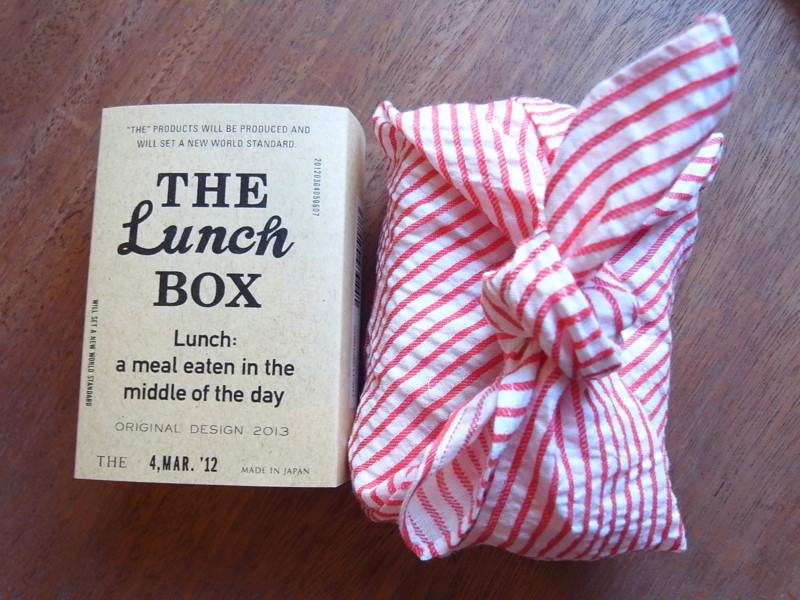 "THE" PRODUCTS WILL BE PRODUCED AND
WILL SET A NEW WORLD STANDARD.
20120304050607
THE
Lunch
BOX
Lunch:
a meal eaten in the
middle of the day
ORIGINAL DESIGN 2013
THE 4,MAR. '12 MADE IN JAPAN
WILL SET A NEW WORLD STANDARD